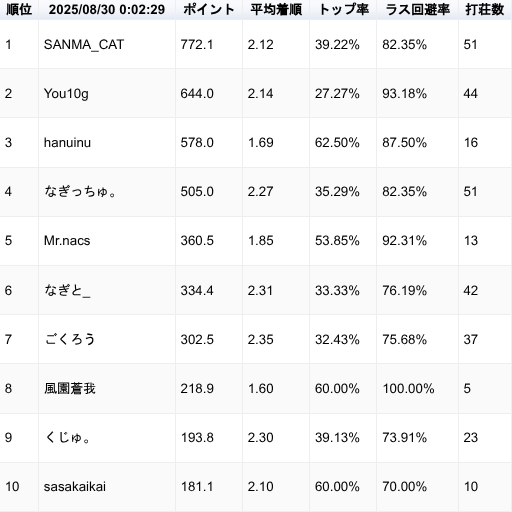 順位 2025/08/30 0:02:29 ポイント 平均着順 トップ率 ラス回避率 打荘数
1 SANMA_CAT 772.1 2.12 39.22% 82.35% 51
2 You10g 644.0 2.14 27.27% 93.18% 44
3 hanuinu 578.0 1.69 62.50% 87.50% 16
4 なぎっちゅ。 505.0 2.27 35.29% 82.35% 51
5 Mr.nacs 360.5 1.85 53.85% 92.31% 13
6 なぎと_ 334.4 2.31 33.33% 76.19% 42
7 ごくろう 302.5 2.35 32.43% 75.68% 37
8 風園蒼我 218.9 1.60 60.00% 100.00% 5
9 くじゅ。 193.8 2.30 39.13% 73.91% 23
10 sasakaikai 181.1 2.10 60.00% 70.00% 10